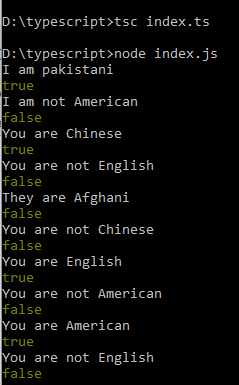 D:\typescript>tsc index.ts
D:\typescript>node index.js
I am pakistani
true
I am not American
false
You are Chinese
true
You are not English
false
They are Afghani
false
You are not Chinese
false
You are English
true
You are not American
false
You are American
true
You are not English
false